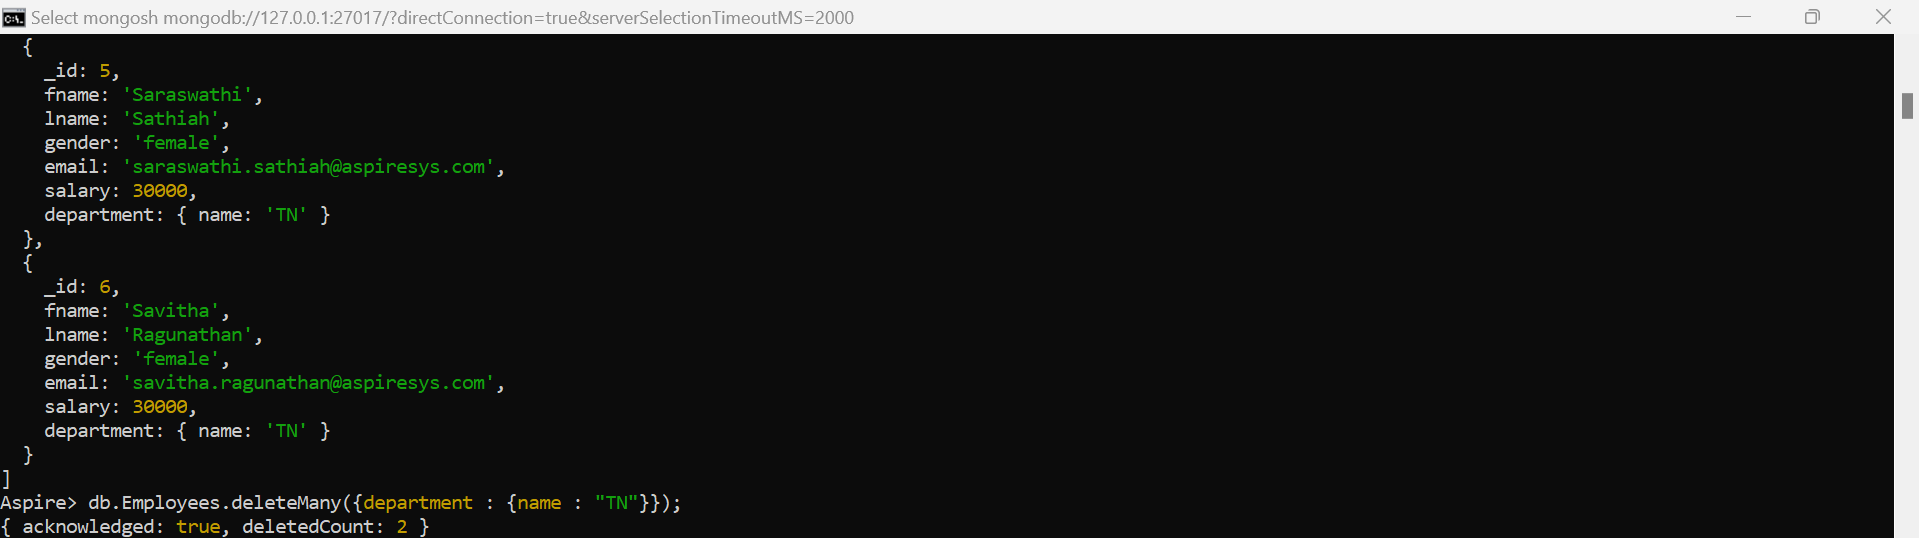 Select mongosh mongodb://127.0.0.1:27017/?directConnection=true&serverSelectionTimeoutMS=2000
{
_id: 5,
fname: 'Saraswathi',
lname: 'Sathiah',
gender: 'female',
email: 'saraswathi.sathiah@aspiresys.com',
salary: 30000,
department: { name: 'TN' }
},
{
_id: 6,
fname: 'Savitha',
lname: 'Ragunathan',
gender: 'female',
email: 'savitha.ragunathan@aspiresys.com',
salary: 30000,
department: { name: 'TN' }
}
]
Aspire> db.Employees.deleteMany({department : {name : "TN"}});
{ acknowledged: true, deletedCount: 2 }